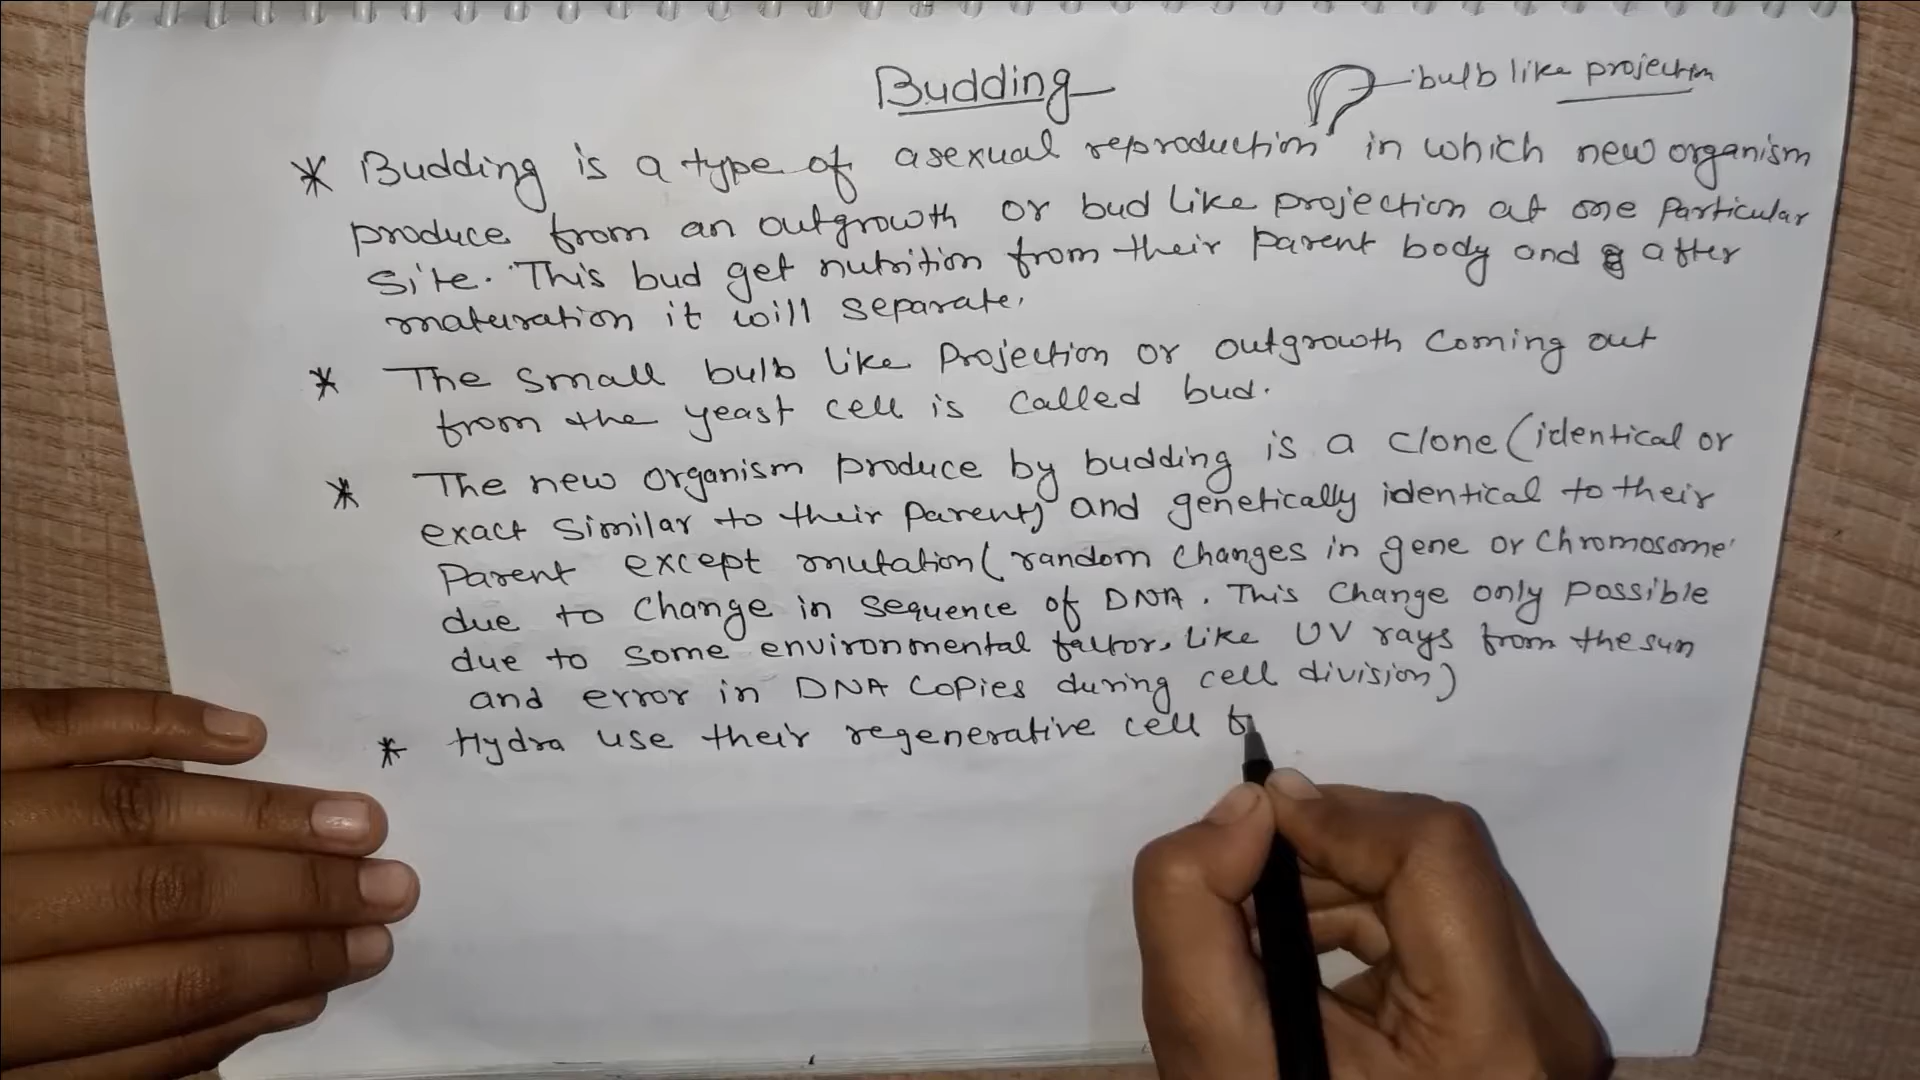 Budding
bulb like projection
* Budding is a type of asexual reproduction in which new organism
produce from an outgrowth or bud like projection at one particular
site. This bud get nutrition from their parent body and after
maturation it will separate.
* The small bulb like projection or outgrowth coming out
from the yeast cell is called bud.
* The new organism produce by budding is a clone (identical or
exact similar to their parent) and genetically identical to their
parent except mutation ( random changes in gene or chromosome
due to change in sequence of DNA. This change only possible
due to some environmental factor, like UV rays from the sun
and error in DNA copies during cell division)
* Hydra use their regenerative cell